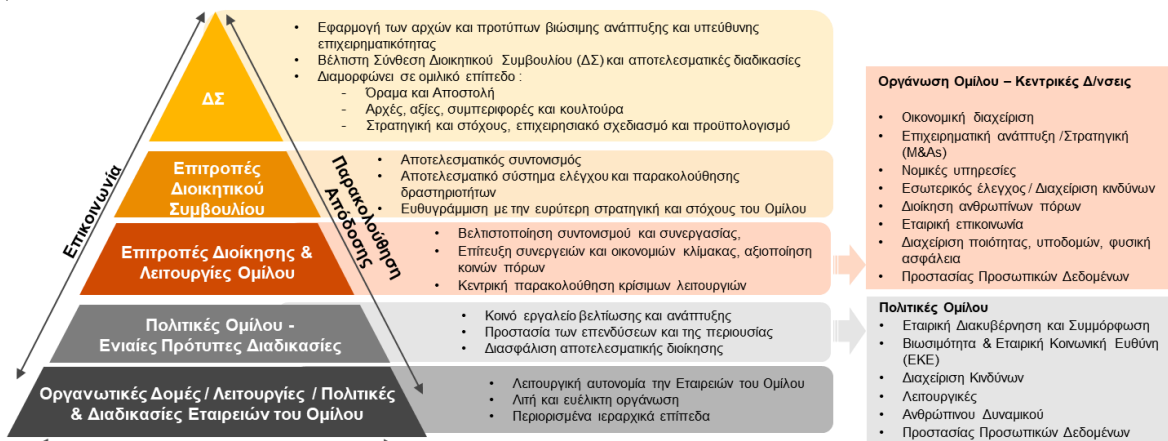 ΔΣ
Επικοινωνία
Παρακολούθηση
Απόδοσης
• Εφαρμογή των αρχών και προτύπων βιώσιμης ανάπτυξης και υπεύθυνης
επιχειρηματικότητας
• Βέλτιστη Σύνθεση Διοικητικού Συμβουλίου (ΔΣ) και αποτελεσματικές διαδικασίες
• Διαμορφώνει σε ομιλικό επίπεδο :
- Όραμα και Αποστολή
- Αρχές, αξίες, συμπεριφορές και κουλτούρα
- Στρατηγική και στόχους, επιχειρησιακό σχεδιασμό και προϋπολογισμό
Επιτροπές
Διοικητικού
Συμβουλίου
• Αποτελεσματικός συντονισμός
• Αποτελεσματικό σύστημα ελέγχου και παρακολούθησης
δραστηριοτήτων
• Ευθυγράμμιση με την ευρύτερη στρατηγική και στόχους του Ομίλου
Επιτροπές Διοίκησης &
Λειτουργίες Ομίλου
• Βελτιστοποίηση συντονισμού και συνεργασίας,
• Επίτευξη συνεργειών και οικονομιών κλίμακας, αξιοποίηση
κοινών πόρων
• Κεντρική παρακολούθηση κρίσιμων λειτουργιών
Πολιτικές Ομίλου -
Ενιαίες Πρότυπες Διαδικασίες
• Κοινό εργαλείο βελτίωσης και ανάπτυξης
• Προστασία των επενδύσεων και της περιουσίας
• Διασφάλιση αποτελεσματικής διοίκησης
Οργανωτικές Δομές / Λειτουργίες / Πολιτικές
& Διαδικασίες Εταιρειών του Ομίλου
• Λειτουργική αυτονομία την Εταιρειών του Ομίλου
• Λιτή και ευέλικτη οργάνωση
• Περιορισμένα ιεραρχικά επίπεδα
Οργάνωση Ομίλου – Κεντρικές Δ/νσεις
• Οικονομική διαχείριση
• Επιχειρηματική ανάπτυξη /Στρατηγική
(M&As)
• Νομικές υπηρεσίες
• Εσωτερικός έλεγχος / Διαχείριση κινδύνων
• Διοίκηση ανθρωπίνων πόρων
• Εταιρική επικοινωνία
• Διαχείριση ποιότητας, υποδομών, φυσική
ασφάλεια
• Προστασίας Προσωπικών Δεδομένων
Πολιτικές Ομίλου
• Εταιρική Διακυβέρνηση και Συμμόρφωση
• Βιωσιμότητα & Εταιρική Κοινωνική Ευθύνη
(ΕΚΕ)
• Διαχείριση Κινδύνων
• Λειτουργικές
• Ανθρώπινου Δυναμικού
• Προστασίας Προσωπικών Δεδομένων